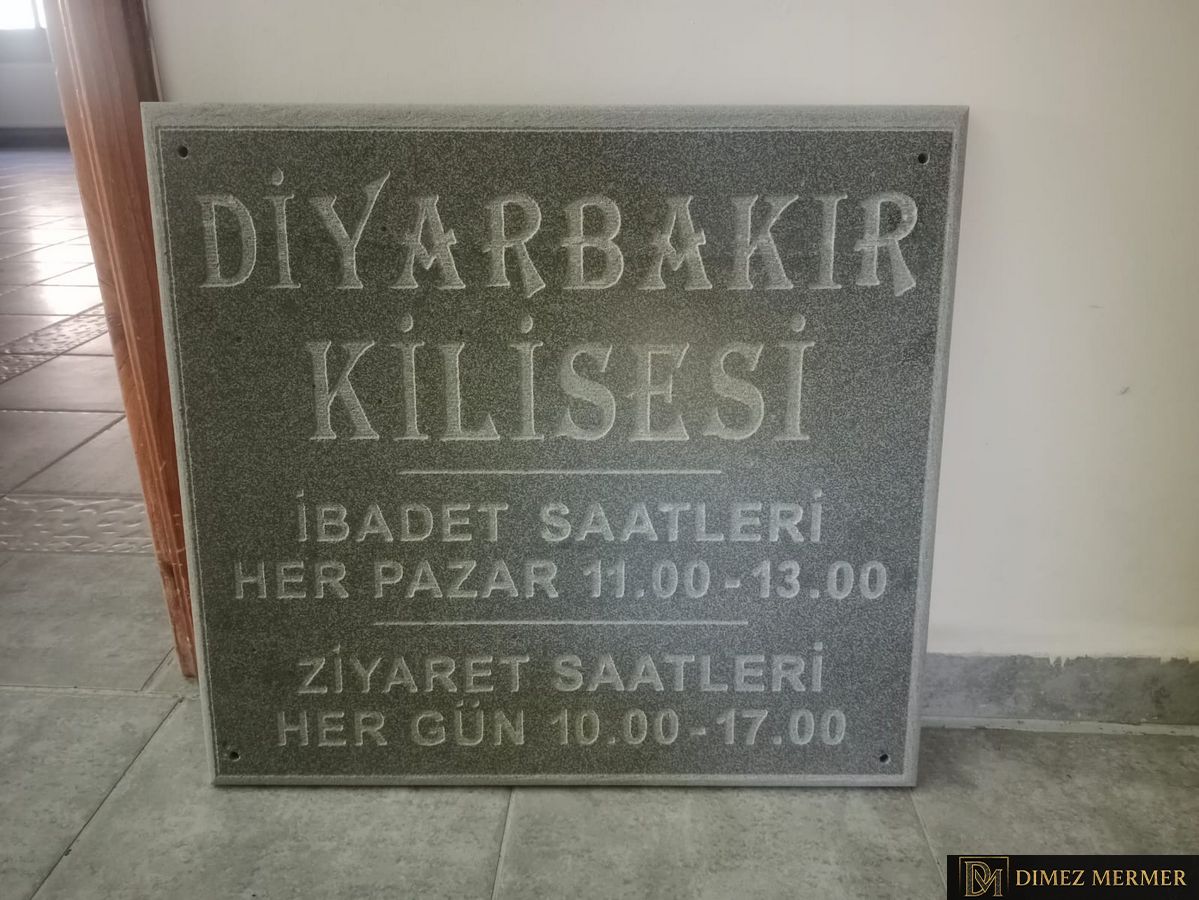 DİYARBAKIR
KİLİSESİ
İBADET SAATLERİ
HER PAZAR 11.00-13.00
ZİYARET SAATLERİ
HER GÜN 10.00-17.00
DM DIMEZ MERMER